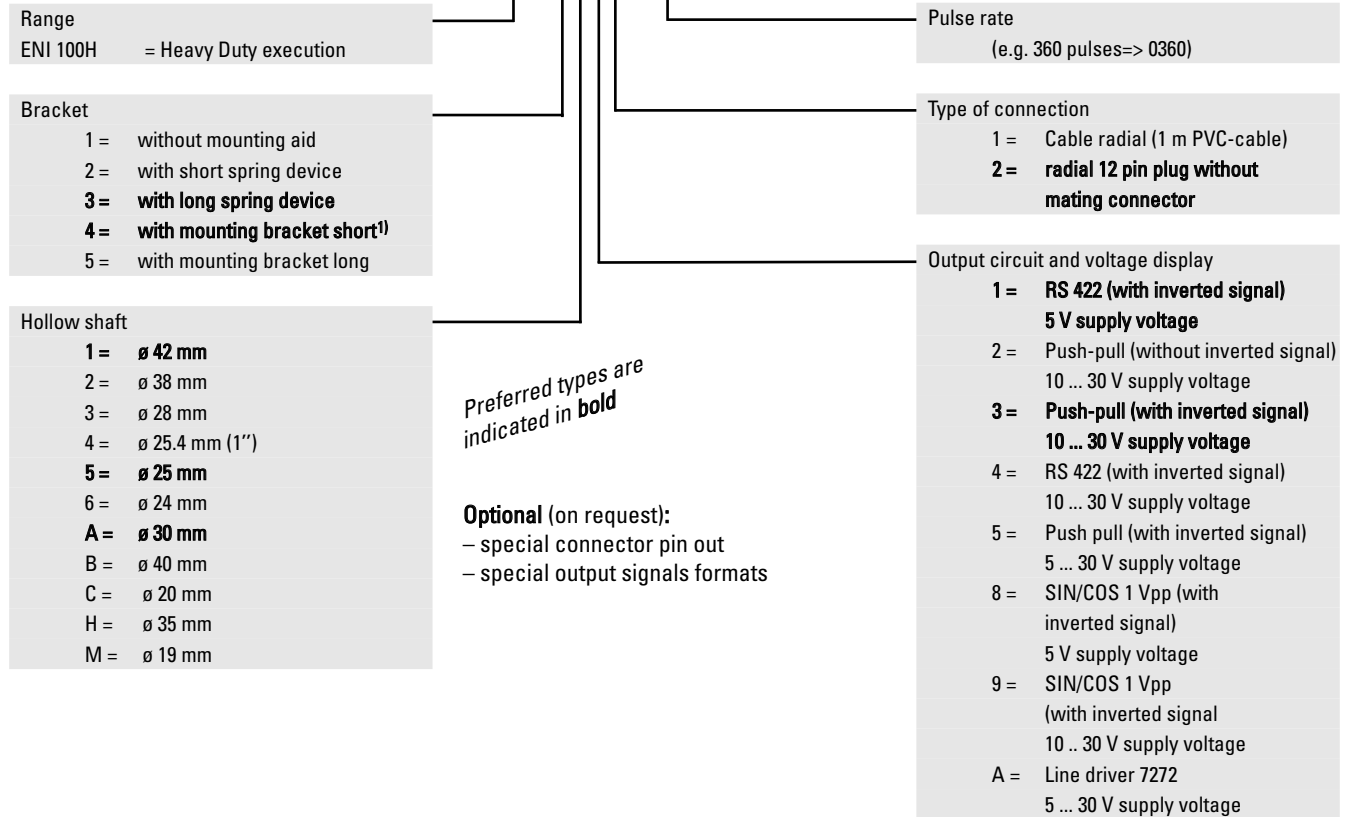 Range
ENI 100H = Heavy Duty execution
Bracket
1 = without mounting aid
2 = with short spring device
3 = with long spring device
4 = with mounting bracket short1)
5 = with mounting bracket long
Hollow shaft
1 = ø 42 mm
2 = ø 38 mm
3 = ø 28 mm
4 = ø 25.4 mm (1’’)
5 = ø 25 mm
6 = ø 24 mm
A = ø 30 mm
B = ø 40 mm
C = ø 20 mm
H = ø 35 mm
M = ø 19 mm
Preferred types are
indicated in bold
Optional (on request):
– special connector pin out
– special output signals formats
Pulse rate
(e.g. 360 pulses=> 0360)
Type of connection
1 = Cable radial (1 m PVC-cable)
2 = radial 12 pin plug without
mating connector
Output circuit and voltage display
1 = RS 422 (with inverted signal)
5 V supply voltage
2 = Push-pull (without inverted signal)
10 ... 30 V supply voltage
3 = Push-pull (with inverted signal)
10 ... 30 V supply voltage
4 = RS 422 (with inverted signal)
10 ... 30 V supply voltage
5 = Push pull (with inverted signal)
5 ... 30 V supply voltage
8 = SIN/COS 1 Vpp (with
inverted signal)
5 V supply voltage
9 = SIN/COS 1 Vpp
(with inverted signal
10 .. 30 V supply voltage
A = Line driver 7272
5 ... 30 V supply voltage